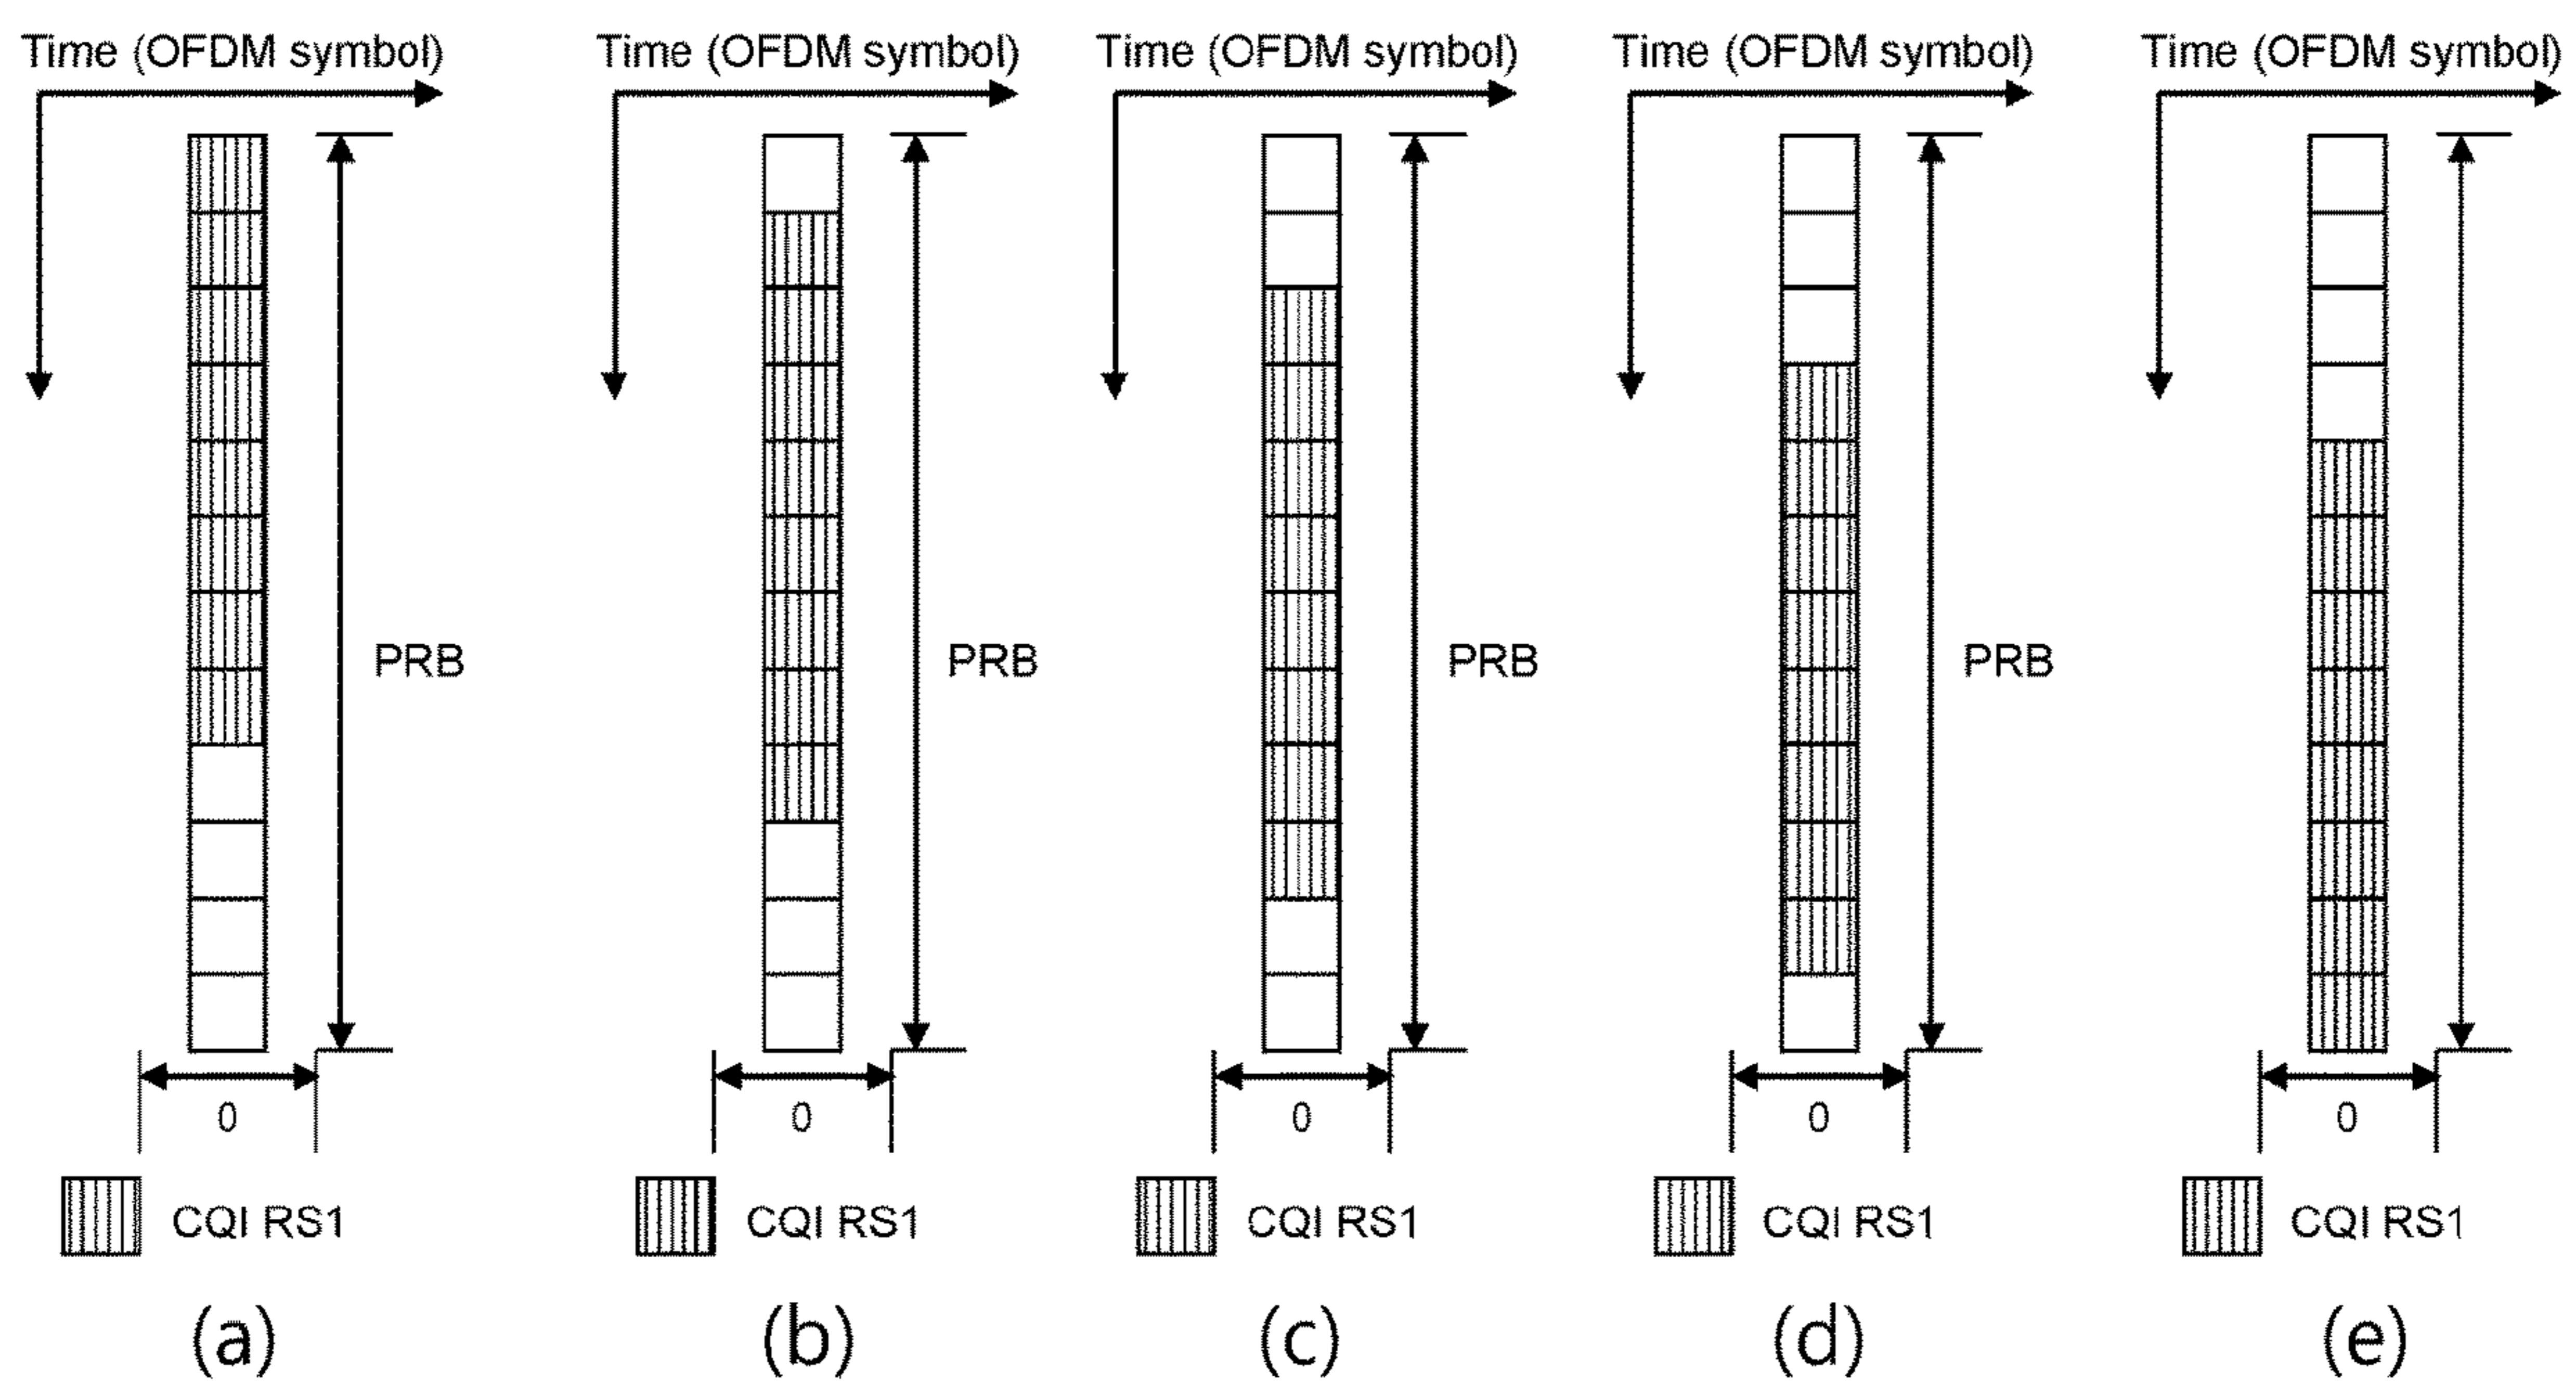 Time (OFDM symbol) Time (OFDM symbol) Time (OFDM symbol) Time (OFDM symbol) Time (OFDM symbol)
PRB PRB PRB PRB
0 0 0 0 0
CQI RS1 CQI RS1 CQI RS1 CQI RS1 CQI RS1
(a) (b) (c) (d) (e)